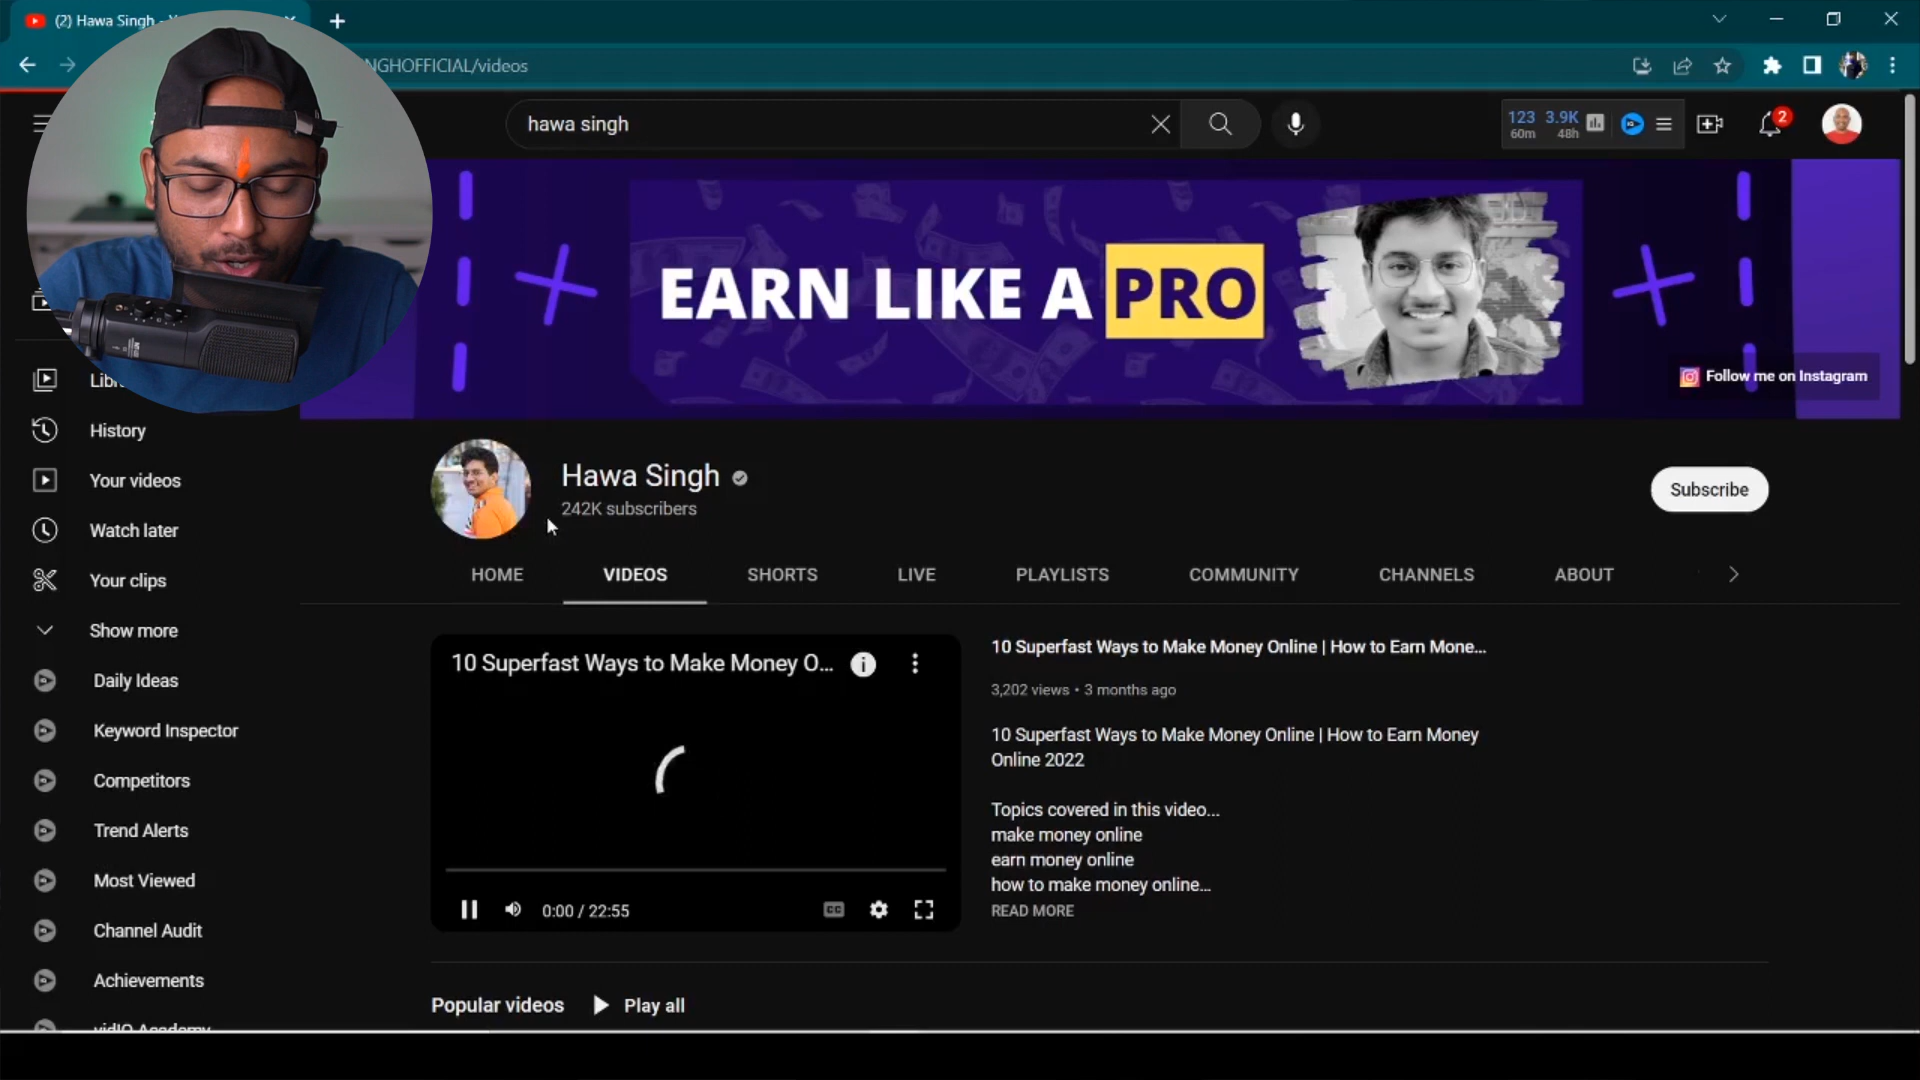 (2) Hawa Singh - Y
NGHOFFICIAL/videos
hawa singh
123 3.9K
60m 48h
2
EARN LIKE A PRO
Follow me on Instagram
Hawa Singh
242K subscribers
Subscribe
HOME VIDEOS SHORTS LIVE PLAYLISTS COMMUNITY CHANNELS ABOUT
Lib
History
Your videos
Watch later
Your clips
Show more
Daily Ideas
Keyword Inspector
Competitors
Trend Alerts
Most Viewed
Channel Audit
Achievements
vidIQ Academy
10 Superfast Ways to Make Money O...
0:00 / 22:55
CC
10 Superfast Ways to Make Money Online | How to Earn Mone...
3,202 views • 3 months ago
10 Superfast Ways to Make Money Online | How to Earn Money
Online 2022
Topics covered in this video...
make money online
earn money online
how to make money online...
READ MORE
Popular videos Play all